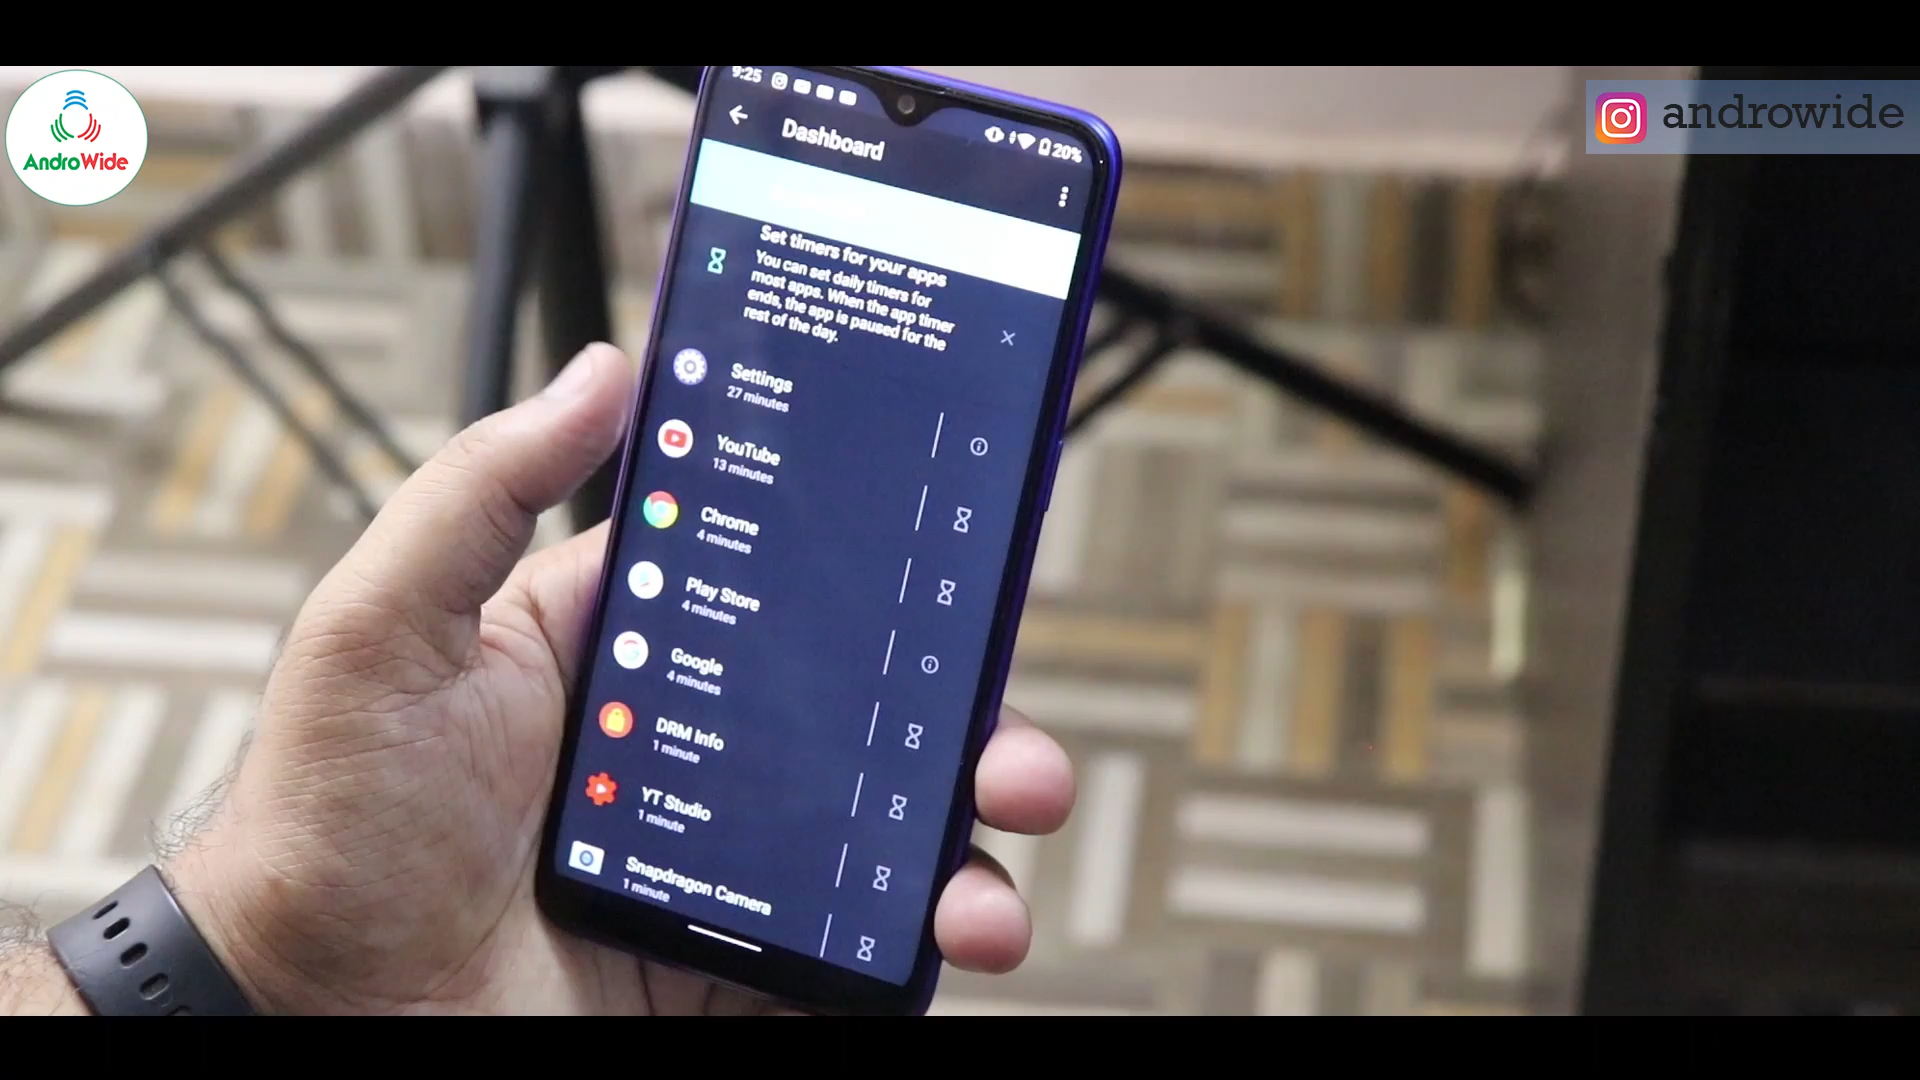 AndroWide
androwide
9:25
20%
Dashboard
Set timers for your apps
You can set daily timers for
most apps. When the app timer
ends, the app is paused for the
rest of the day.
Settings
27 minutes
YouTube
13 minutes
Chrome
4 minutes
Play Store
4 minutes
Google
4 minutes
DRM Info
1 minute
YT Studio
1 minute
Snapdragon Camera
1 minute